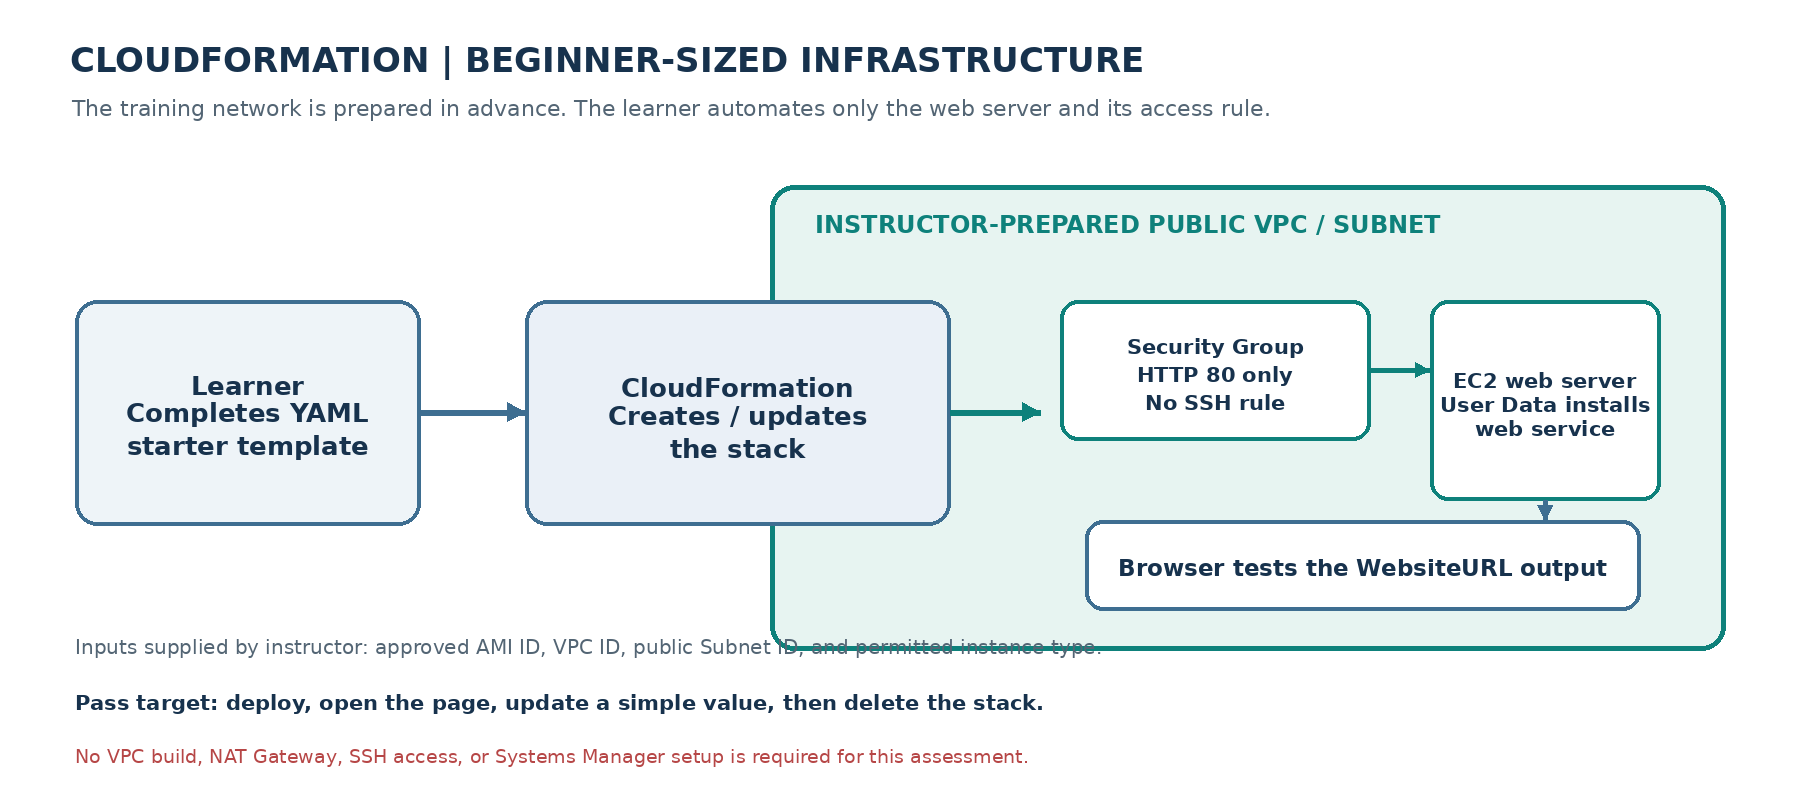 CLOUDFORMATION | BEGINNER-SIZED INFRASTRUCTURE
The training network is prepared in advance. The learner automates only the web server and its access rule.
INSTRUCTOR-PREPARED PUBLIC VPC / SUBNET
Learner
Completes YAML
starter template
CloudFormation
Creates / updates
the stack
Security Group
HTTP 80 only
No SSH rule
EC2 web server
User Data installs
web service
Browser tests the WebsiteURL output
Inputs supplied by instructor: approved AMI ID, VPC ID, public Subnet ID, and permitted instance type.
Pass target: deploy, open the page, update a simple value, then delete the stack.
No VPC build, NAT Gateway, SSH access, or Systems Manager setup is required for this assessment.